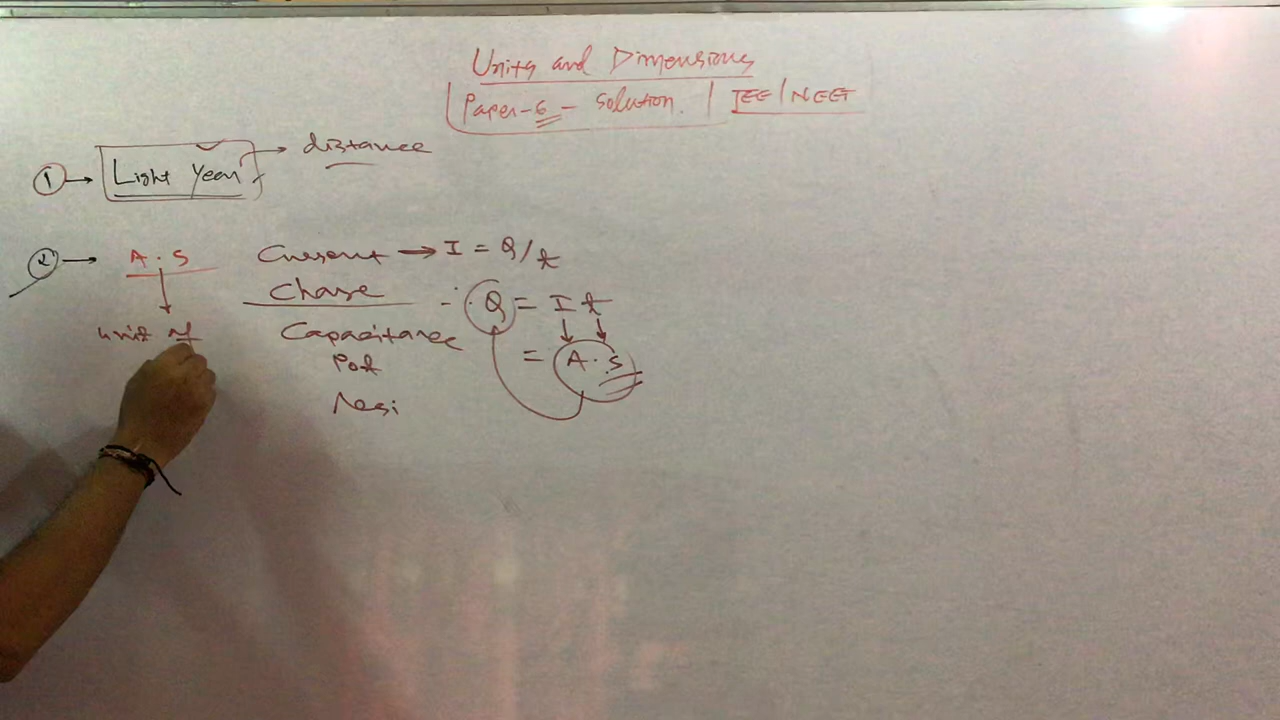 Units and Dimensions
Paper-6 - Solution. | JEE/NEET
① → Light Year → distance
② → A.S
unit of
Current → I = Q/t
Charge
Capacitance
Pot
Resi
∴ Q = I t
= A.S